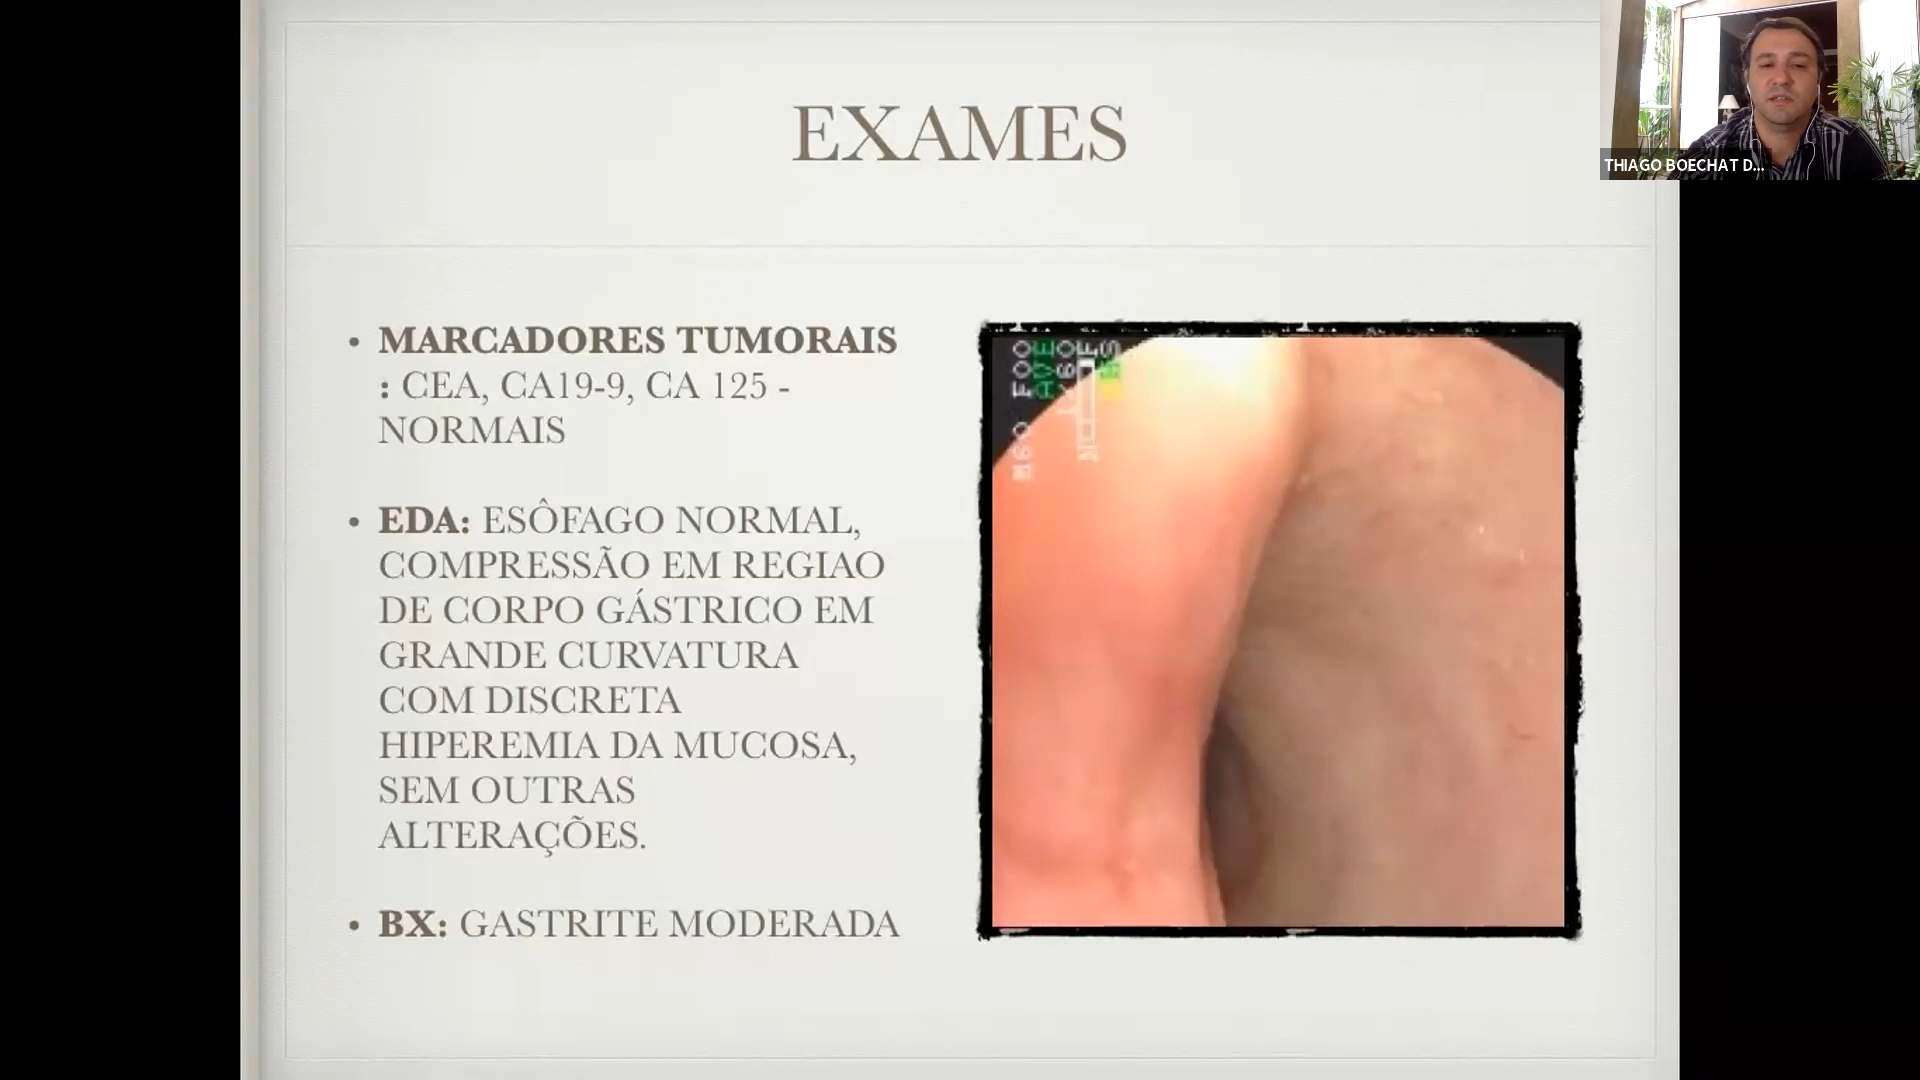 EXAMES
THIAGO BOECHAT D...
• MARCADORES TUMORAIS
: CEA, CA19-9, CA 125 -
NORMAIS
• EDA: ESÔFAGO NORMAL,
COMPRESSÃO EM REGIAO
DE CORPO GÁSTRICO EM
GRANDE CURVATURA
COM DISCRETA
HIPEREMIA DA MUCOSA,
SEM OUTRAS
ALTERAÇÕES.
• BX: GASTRITE MODERADA